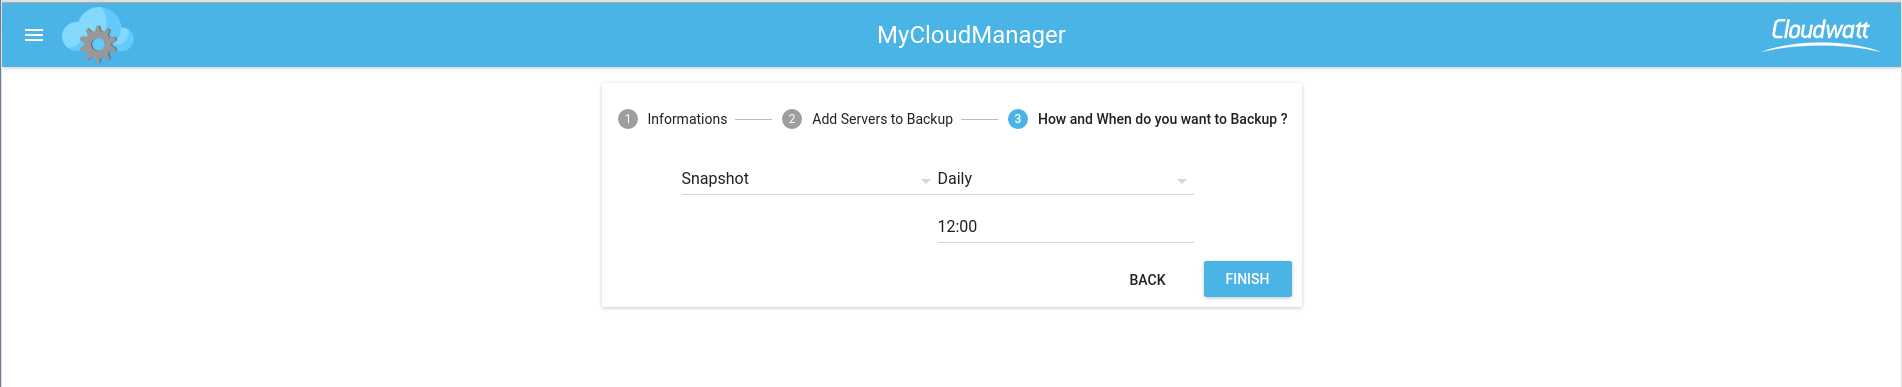 MyCloudManager
Cloudwatt
1 Informations 2 Add Servers to Backup 3 How and When do you want to Backup ?
Snapshot Daily
12:00
BACK FINISH